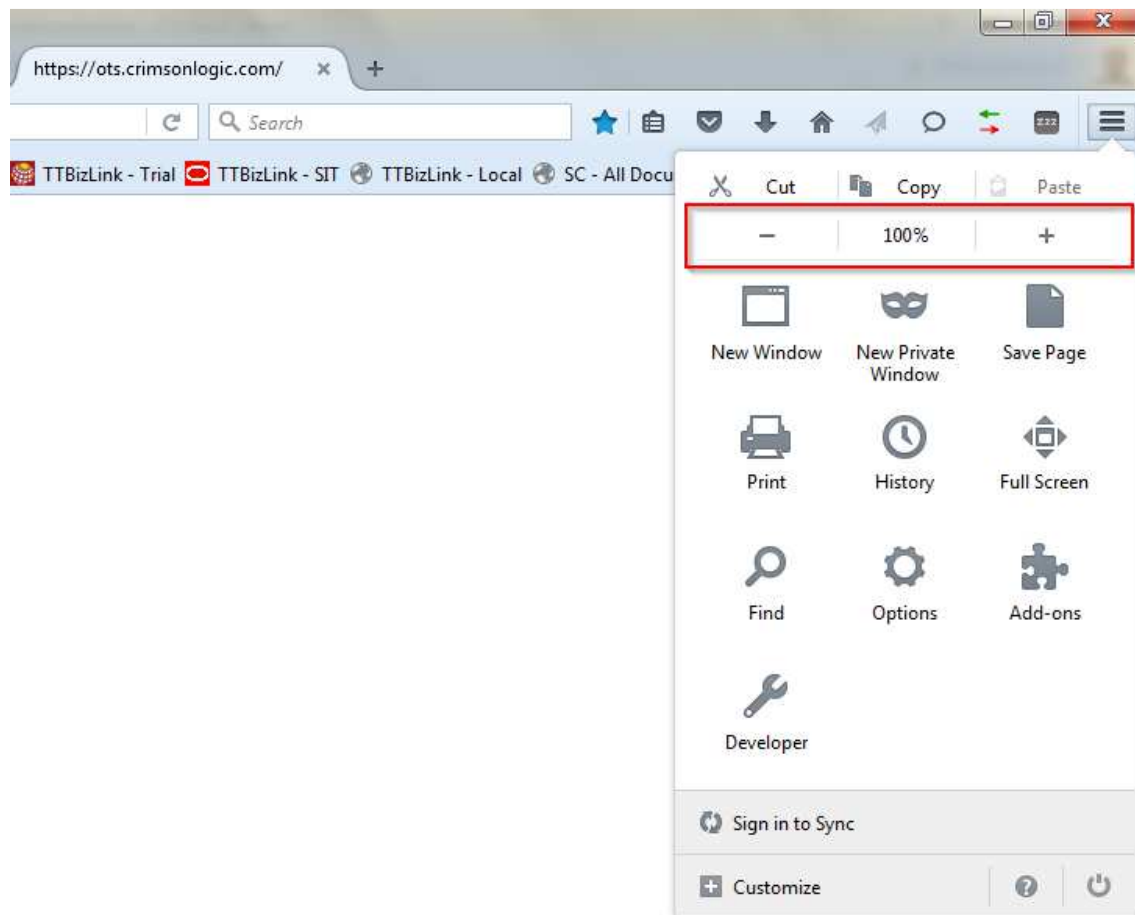 https://ots.crimsonlogic.com/ × +
Search
zzz
TTBizLink - Trial TTBizLink - SIT TTBizLink - Local SC - All Docu
Cut Copy Paste
− 100% +
New Window New Private Window Save Page
Print History Full Screen
Find Options Add-ons
Developer
Sign in to Sync
Customize ?